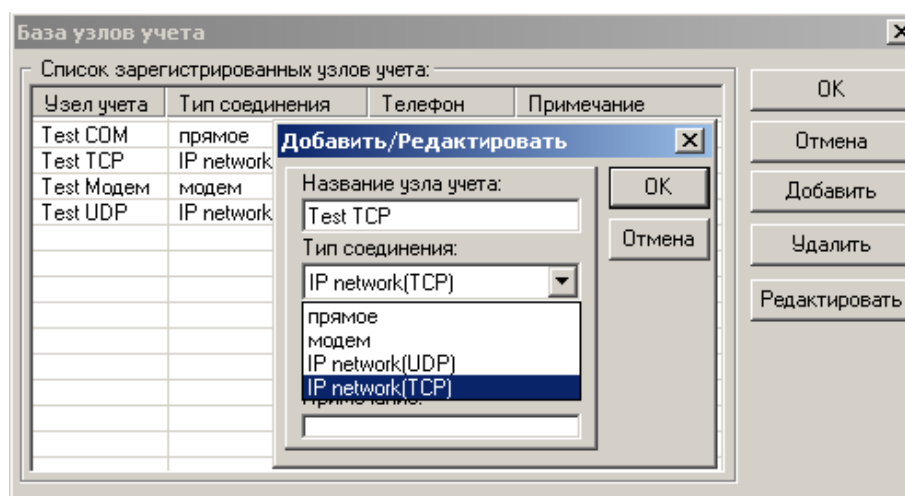 База узлов учета
Список зарегистрированных узлов учета:
Узел учета Тип соединения Телефон Примечание
Test COM прямое
Test TCP IP network
Test Модем модем
Test UDP IP network
Добавить/Редактировать
Название узла учета:
Test TCP
Тип соединения:
IP network(TCP)
прямое
модем
IP network(UDP)
IP network(TCP)
Примечание:
OK
Отмена
OK
Отмена
Добавить
Удалить
Редактировать